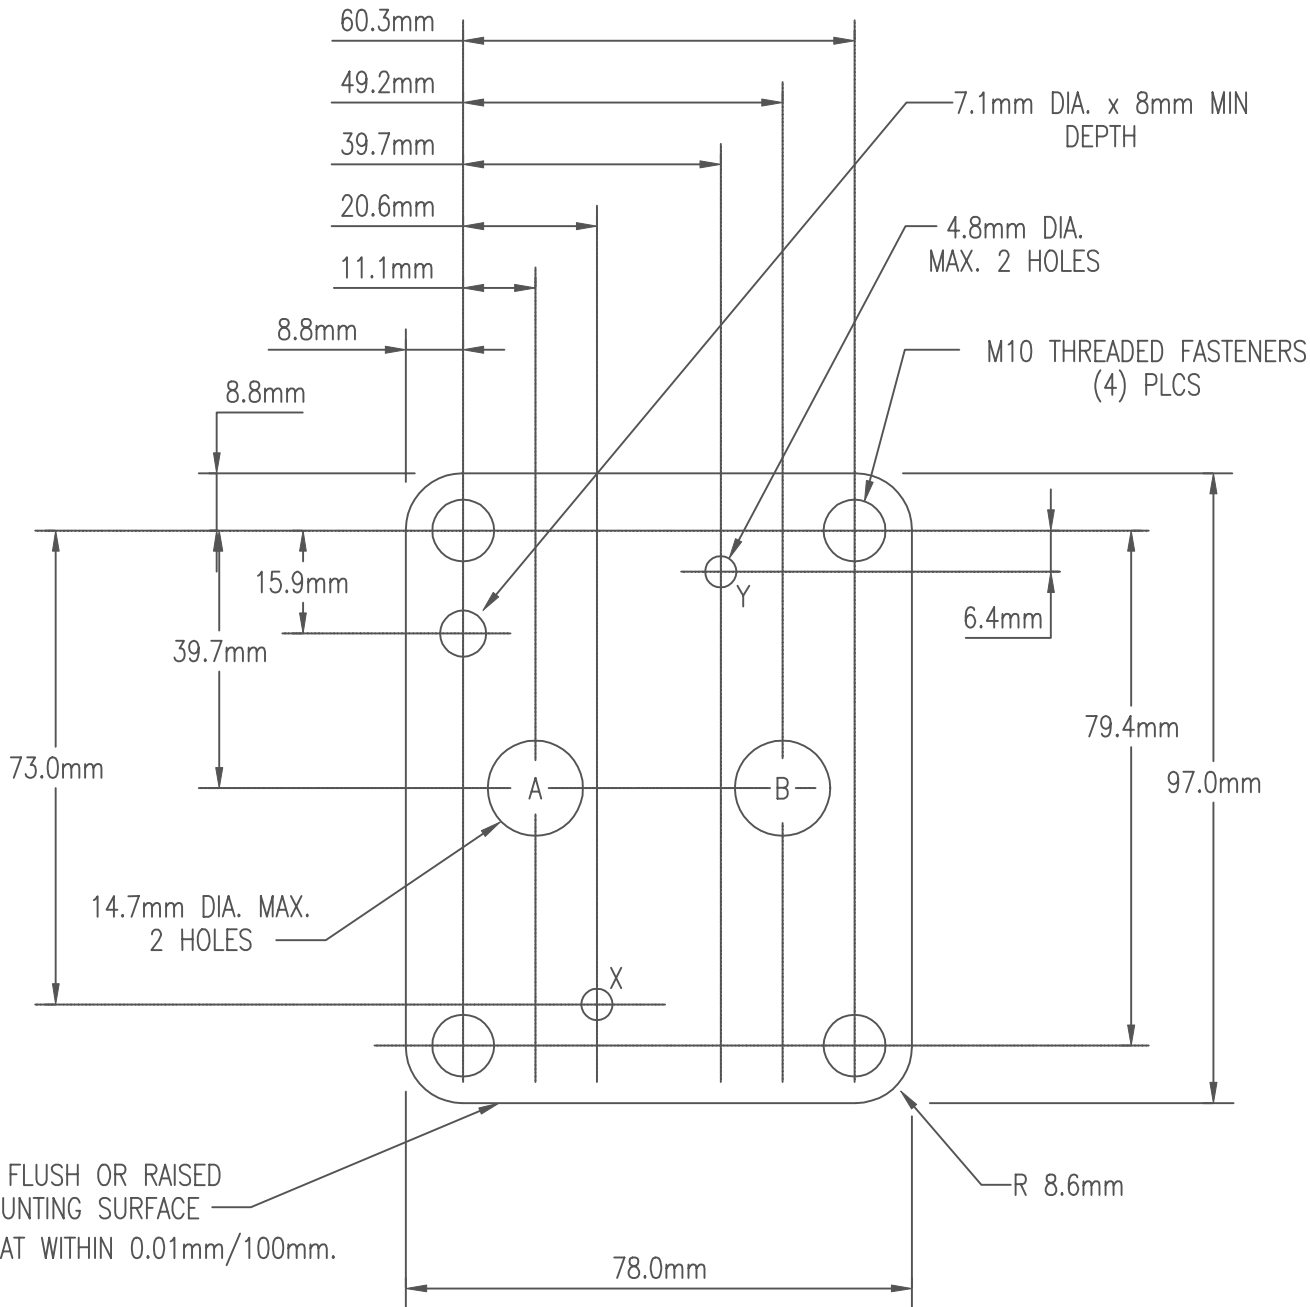 60.3mm
49.2mm
39.7mm
20.6mm
11.1mm
8.8mm
8.8mm
7.1mm DIA. x 8mm MIN
DEPTH
4.8mm DIA.
MAX. 2 HOLES
M10 THREADED FASTENERS
(4) PLCS
15.9mm
39.7mm
73.0mm
Y
6.4mm
79.4mm
97.0mm
A
B
14.7mm DIA. MAX.
2 HOLES
X
FLUSH OR RAISED
UNTING SURFACE
AT WITHIN 0.01mm/100mm.
R 8.6mm
78.0mm